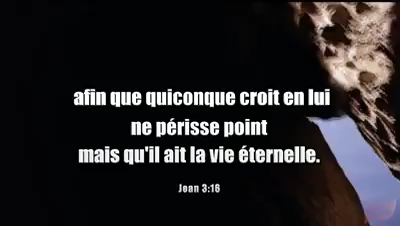 afin que quiconque croit en lui
ne périsse point
mais qu'il ait la vie éternelle.
Jean 3:16